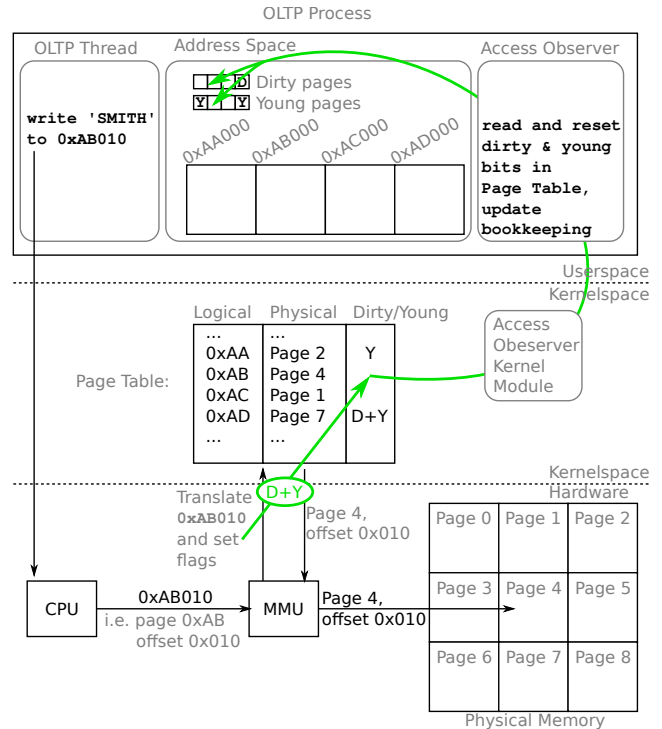 OLTP Process
OLTP Thread
Address Space
Access Observer
D
Dirty pages
Y Y
Young pages
write 'SMITH'
to 0xAB010
0xAA000
0xAB000
0xAC000
0xAD000
read and reset
dirty & young
bits in
Page Table,
update
bookkeeping
Userspace
Kernelspace
Logical Physical Dirty/Young
... ...
0xAA Page 2 Y
0xAB Page 4
0xAC Page 1
0xAD Page 7 D+Y
... ...
Page Table:
Access
Obeserver
Kernel
Module
Kernelspace
Hardware
D+Y
Translate
0xAB010
and set
flags
Page 4,
offset 0x010
CPU
0xAB010
i.e. page 0xAB
offset 0x010
MMU
Page 4,
offset 0x010
Page 0 Page 1 Page 2
Page 3 Page 4 Page 5
Page 6 Page 7 Page 8
Physical Memory